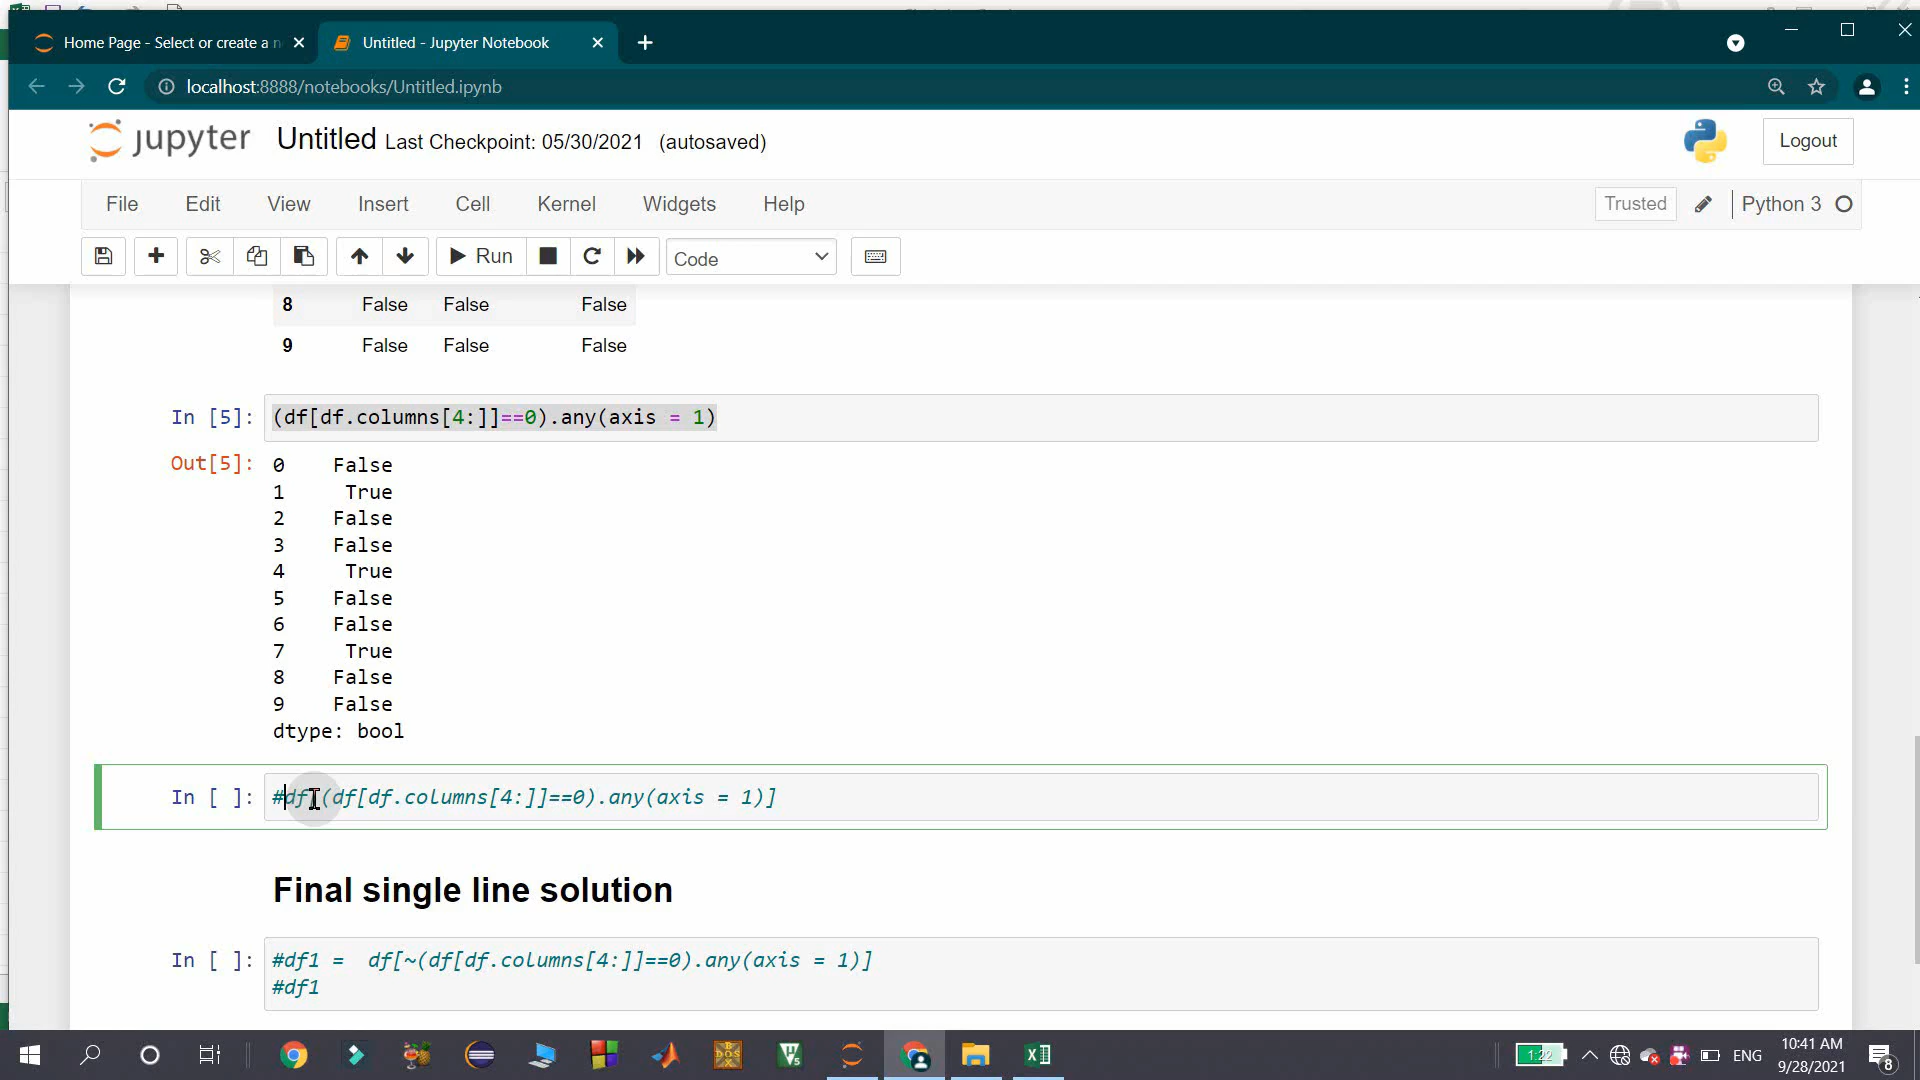 Home Page - Select or create a n
Untitled - Jupyter Notebook
localhost:8888/notebooks/Untitled.ipynb
jupyter Untitled Last Checkpoint: 05/30/2021 (autosaved)
Logout
File Edit View Insert Cell Kernel Widgets Help
Trusted Python 3
Run Code
8 False False False
9 False False False
In [5]: (df[df.columns[4:]]==0).any(axis = 1)
Out[5]: 0 False
1 True
2 False
3 False
4 True
5 False
6 False
7 True
8 False
9 False
dtype: bool
In [ ]: #df[(df[df.columns[4:]]==0).any(axis = 1)]
Final single line solution
In [ ]: #df1 = df[~(df[df.columns[4:]]==0).any(axis = 1)]
#df1
1:22 ENG 10:41 AM
9/28/2021
8